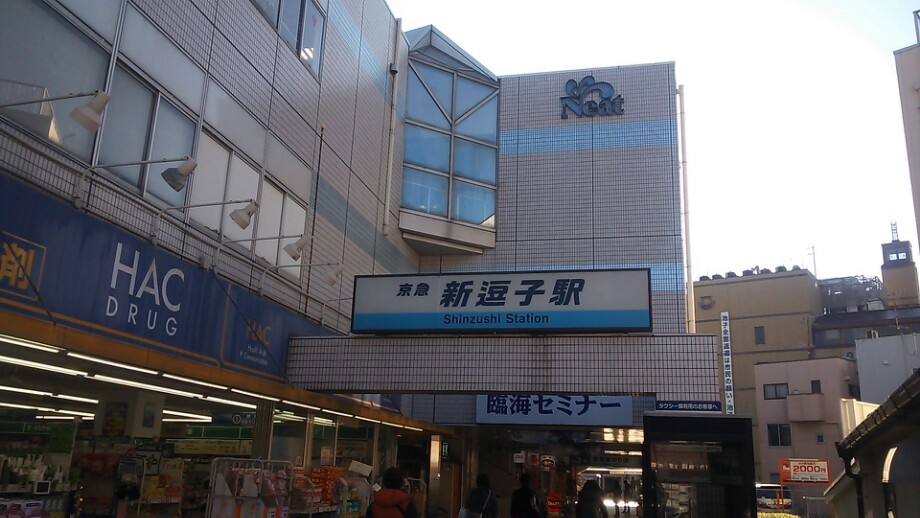 Neat
京急 新逗子駅
Shinzushi Station
剤
HAC
DRUG
HAC
臨海セミナー
2000円